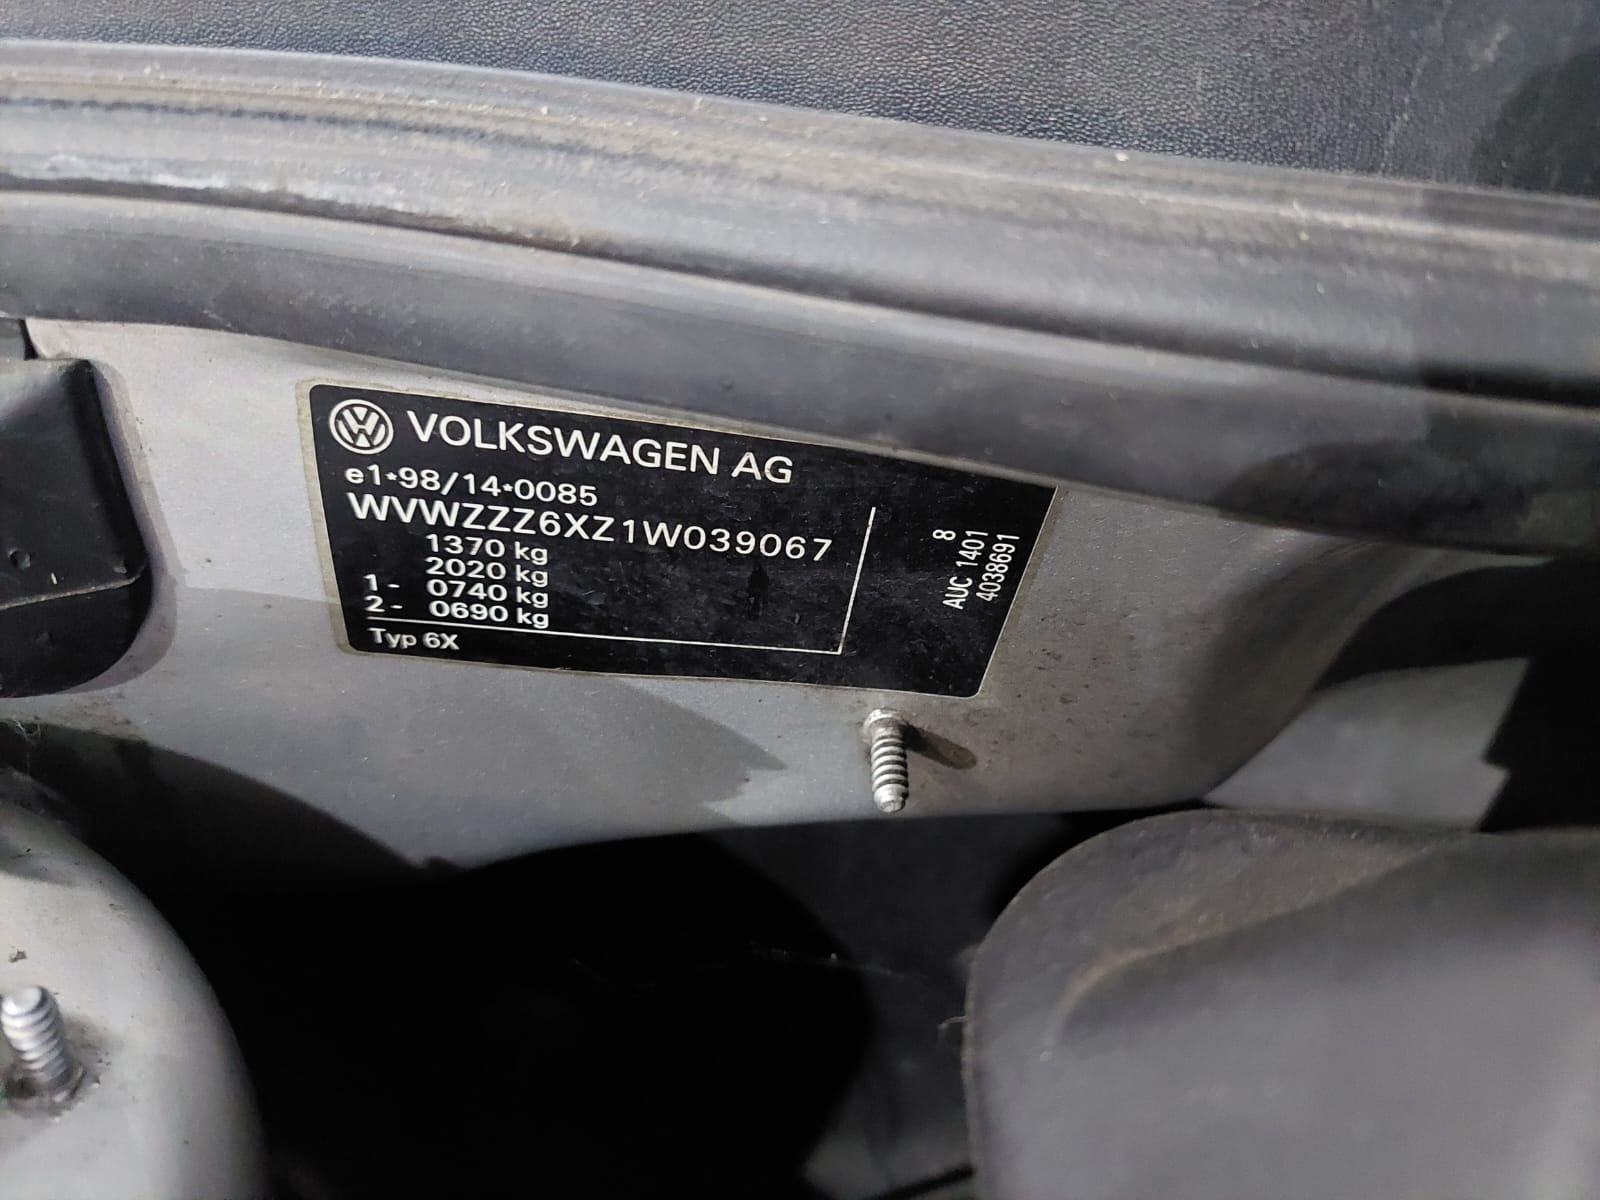 VOLKSWAGEN AG
e1*98/14*0085
WVWZZZ6XZ1W039067
1370 kg
2020 kg
1- 0740 kg
2- 0690 kg
Typ 6X
8
AUC 1401
4038691